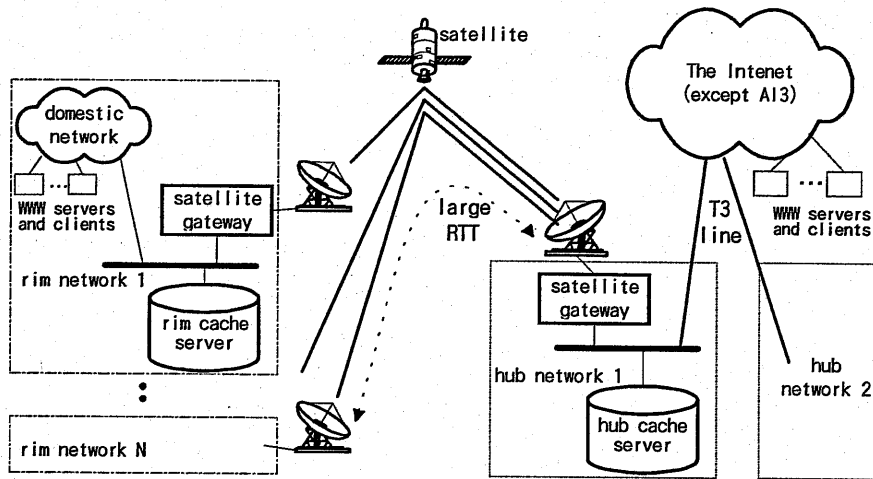 satellite
The Intenet
(except AI3)
domestic
network
WWW servers
and clients
satellite
gateway
rim network 1
rim cache
server
rim network N
large
RTT
T3
line
WWW servers
and clients
satellite
gateway
hub network 1
hub cache
server
hub
network 2